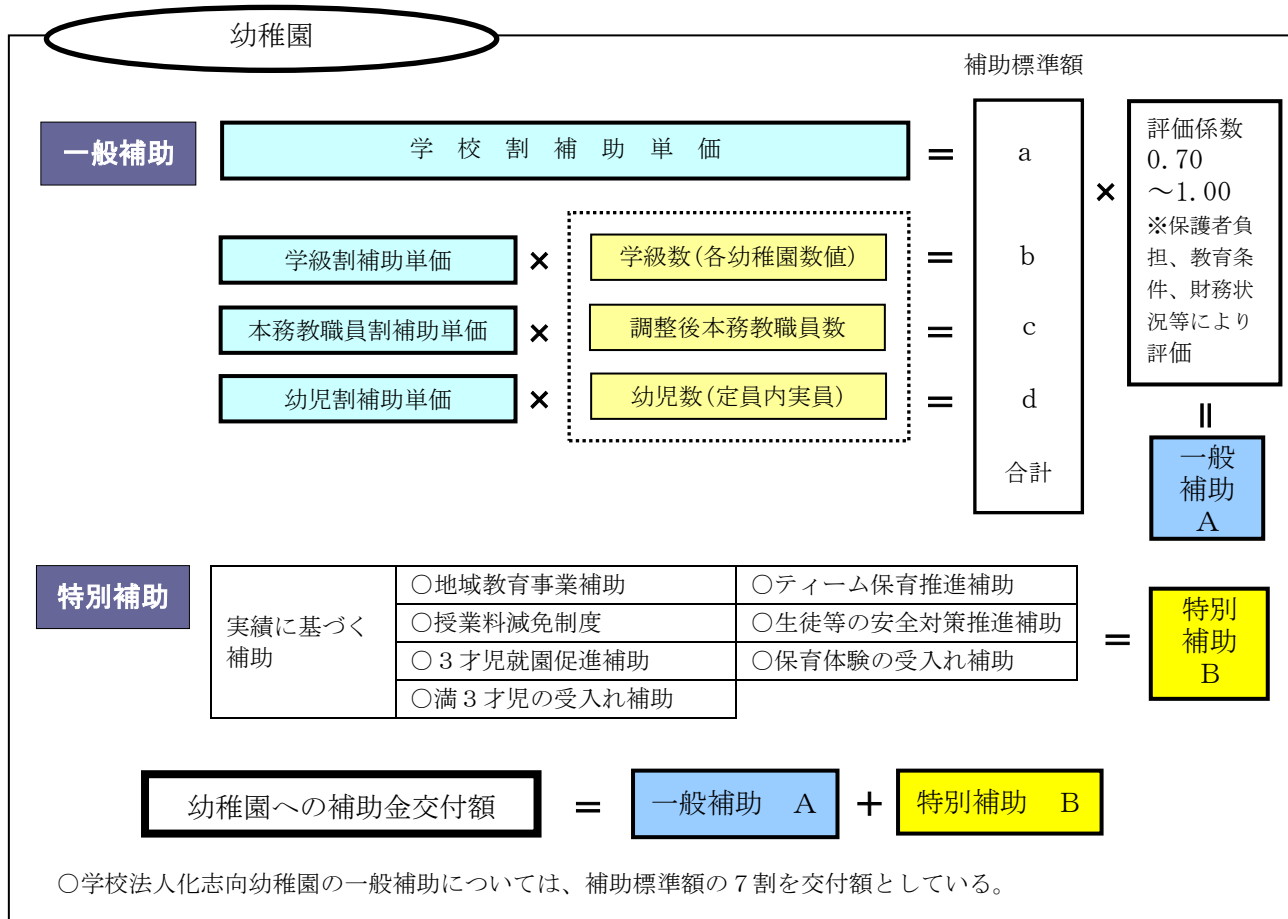 幼稚園
補助標準額
一般補助
学校割補助単価
＝
a
×
評価係数
0.70
～1.00
※保護者負
担、教育条
件、財務状
況等により
評価
学級割補助単価 × 学級数(各幼稚園数値) ＝ b
本務教職員割補助単価 × 調整後本務教職員数 ＝ c
幼児割補助単価 × 幼児数(定員内実員) ＝ d
合計
＝
一般
補助
A
特別補助
実績に基づく
補助
○地域教育事業補助 ○ティーム保育推進補助
○授業料減免制度 ○生徒等の安全対策推進補助
○３才児就園促進補助 ○保育体験の受入れ補助
○満３才児の受入れ補助
＝
特別
補助
B
幼稚園への補助金交付額 ＝ 一般補助 A ＋ 特別補助 B
○学校法人化志向幼稚園の一般補助については、補助標準額の７割を交付額としている。